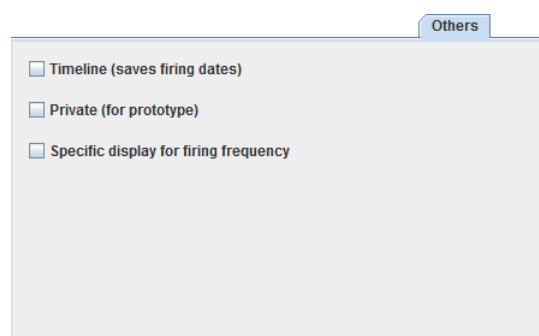 Others
Timeline (saves firing dates)
Private (for prototype)
Specific display for firing frequency